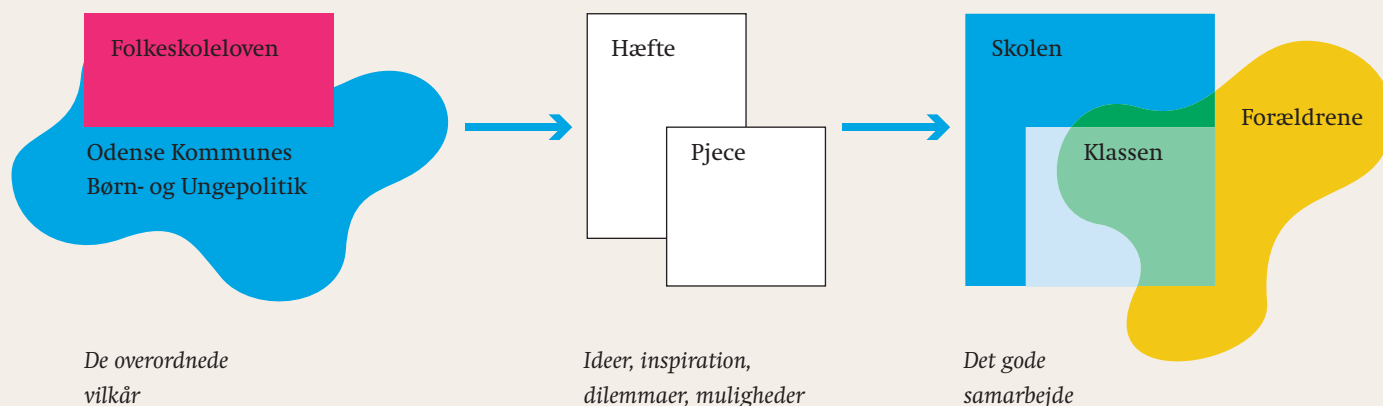 Folkeskoleloven
Odense Kommunes
Børn- og Ungepolitik
De overordnede
vilkår
Hæfte
Pjece
Ideer, inspiration,
dilemmaer, muligheder
Skolen
Forældrene
Klassen
Det gode
samarbejde